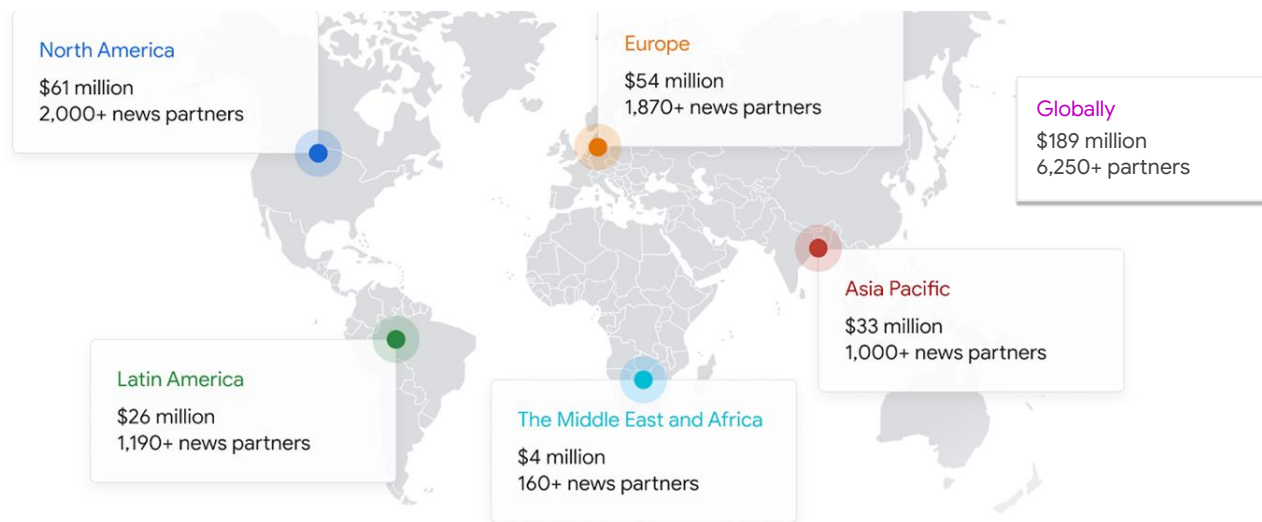 North America
$61 million
2,000+ news partners
Europe
$54 million
1,870+ news partners
Globally
$189 million
6,250+ partners
Asia Pacific
$33 million
1,000+ news partners
Latin America
$26 million
1,190+ news partners
The Middle East and Africa
$4 million
160+ news partners